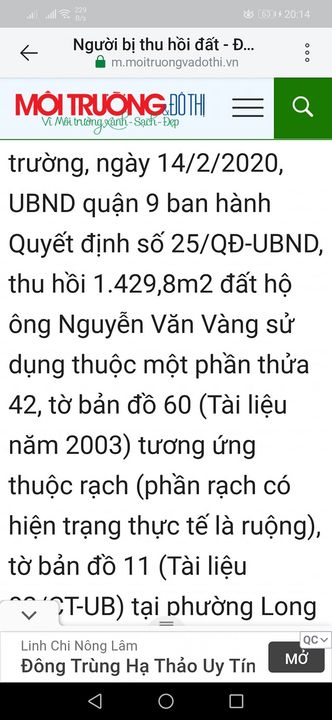 229 B/s 63 20:14
Người bị thu hồi đất - Đ...
m.moitruongvadothi.vn
MÔI TRƯỜNG & ĐÔ THỊ
Vì Môi trường xanh - Sạch - Đẹp
trường, ngày 14/2/2020,
UBND quận 9 ban hành
Quyết định số 25/QĐ-UBND,
thu hồi 1.429,8m2 đất hộ
ông Nguyễn Văn Vàng sử
dụng thuộc một phần thửa
42, tờ bản đồ 60 (Tài liệu
năm 2003) tương ứng
thuộc rạch (phần rạch có
hiện trạng thực tế là ruộng),
tờ bản đồ 11 (Tài liệu
/CT-UB) tại phường Long
QC
Linh Chi Nông Lâm
Đông Trùng Hạ Thảo Uy Tín
MỞ